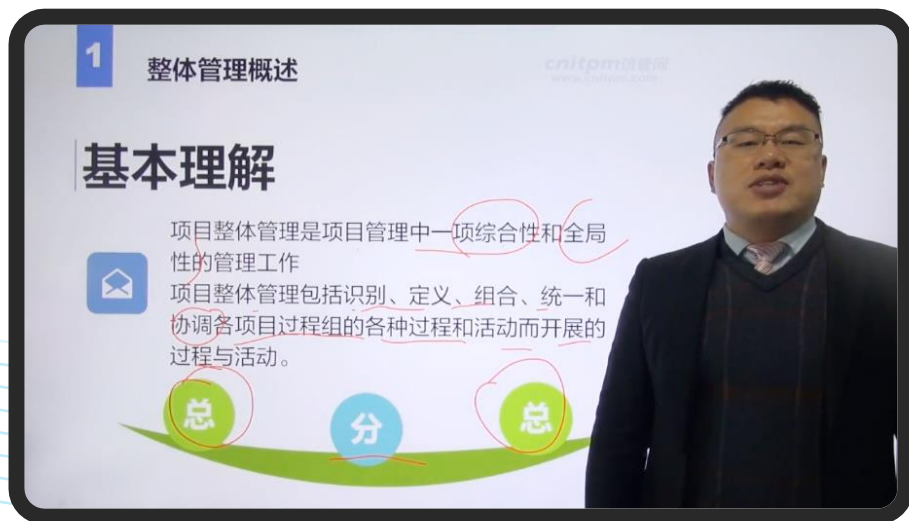 1
整体管理概述
cnitpm信管网
www.cnitpm.com
基本理解
项目整体管理是项目管理中一项综合性和全局
性的管理工作
项目整体管理包括识别、定义、组合、统一和
协调各项目过程组的各种过程和活动而开展的
过程与活动。
总
分
总